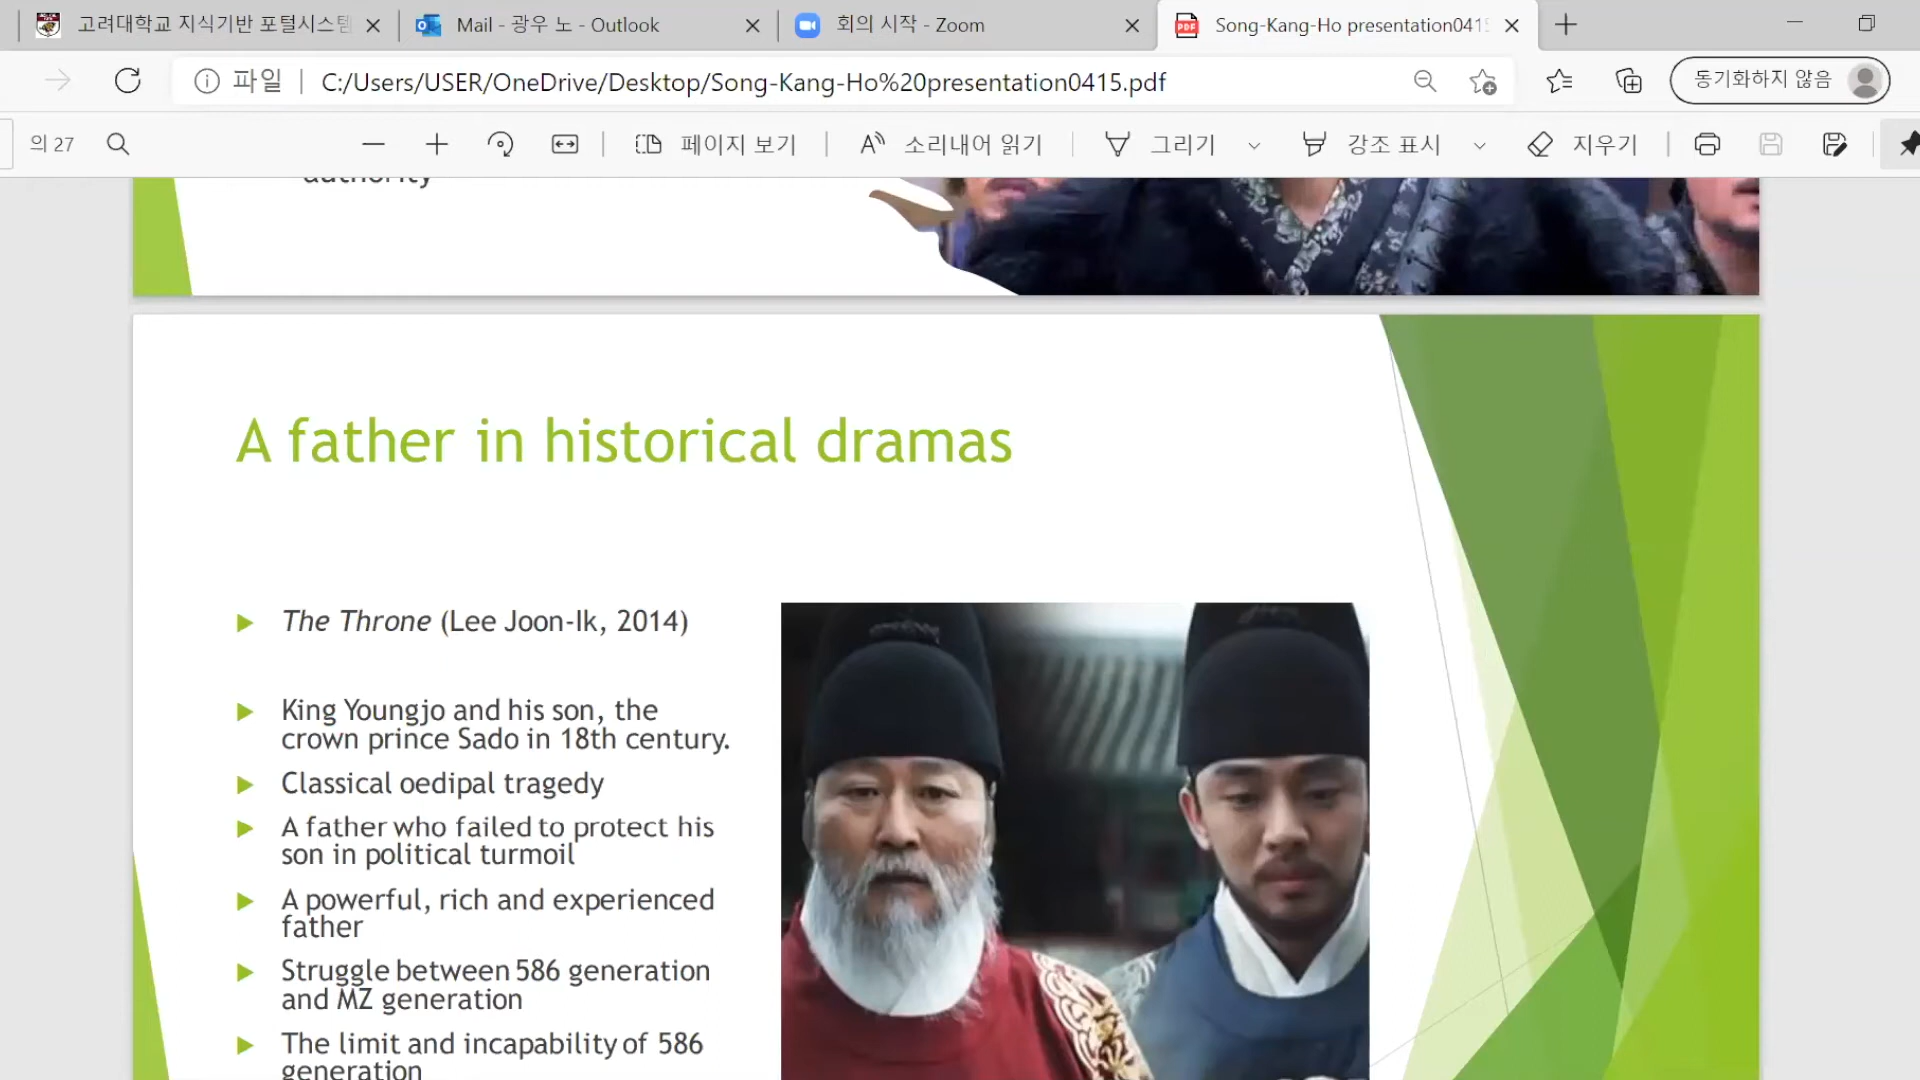 고려대학교 지식기반 포털시스템
Mail - 광우 노 - Outlook
회의 시작 - Zoom
Song-Kang-Ho presentation041
파일
C:/Users/USER/OneDrive/Desktop/Song-Kang-Ho%20presentation0415.pdf
동기화하지 않음
의 27
페이지 보기
소리내어 읽기
그리기
강조 표시
지우기
authority
A father in historical dramas
The Throne (Lee Joon-Ik, 2014)
King Youngjo and his son, the
crown prince Sado in 18th century.
Classical oedipal tragedy
A father who failed to protect his
son in political turmoil
A powerful, rich and experienced
father
Struggle between 586 generation
and MZ generation
The limit and incapability of 586
generation